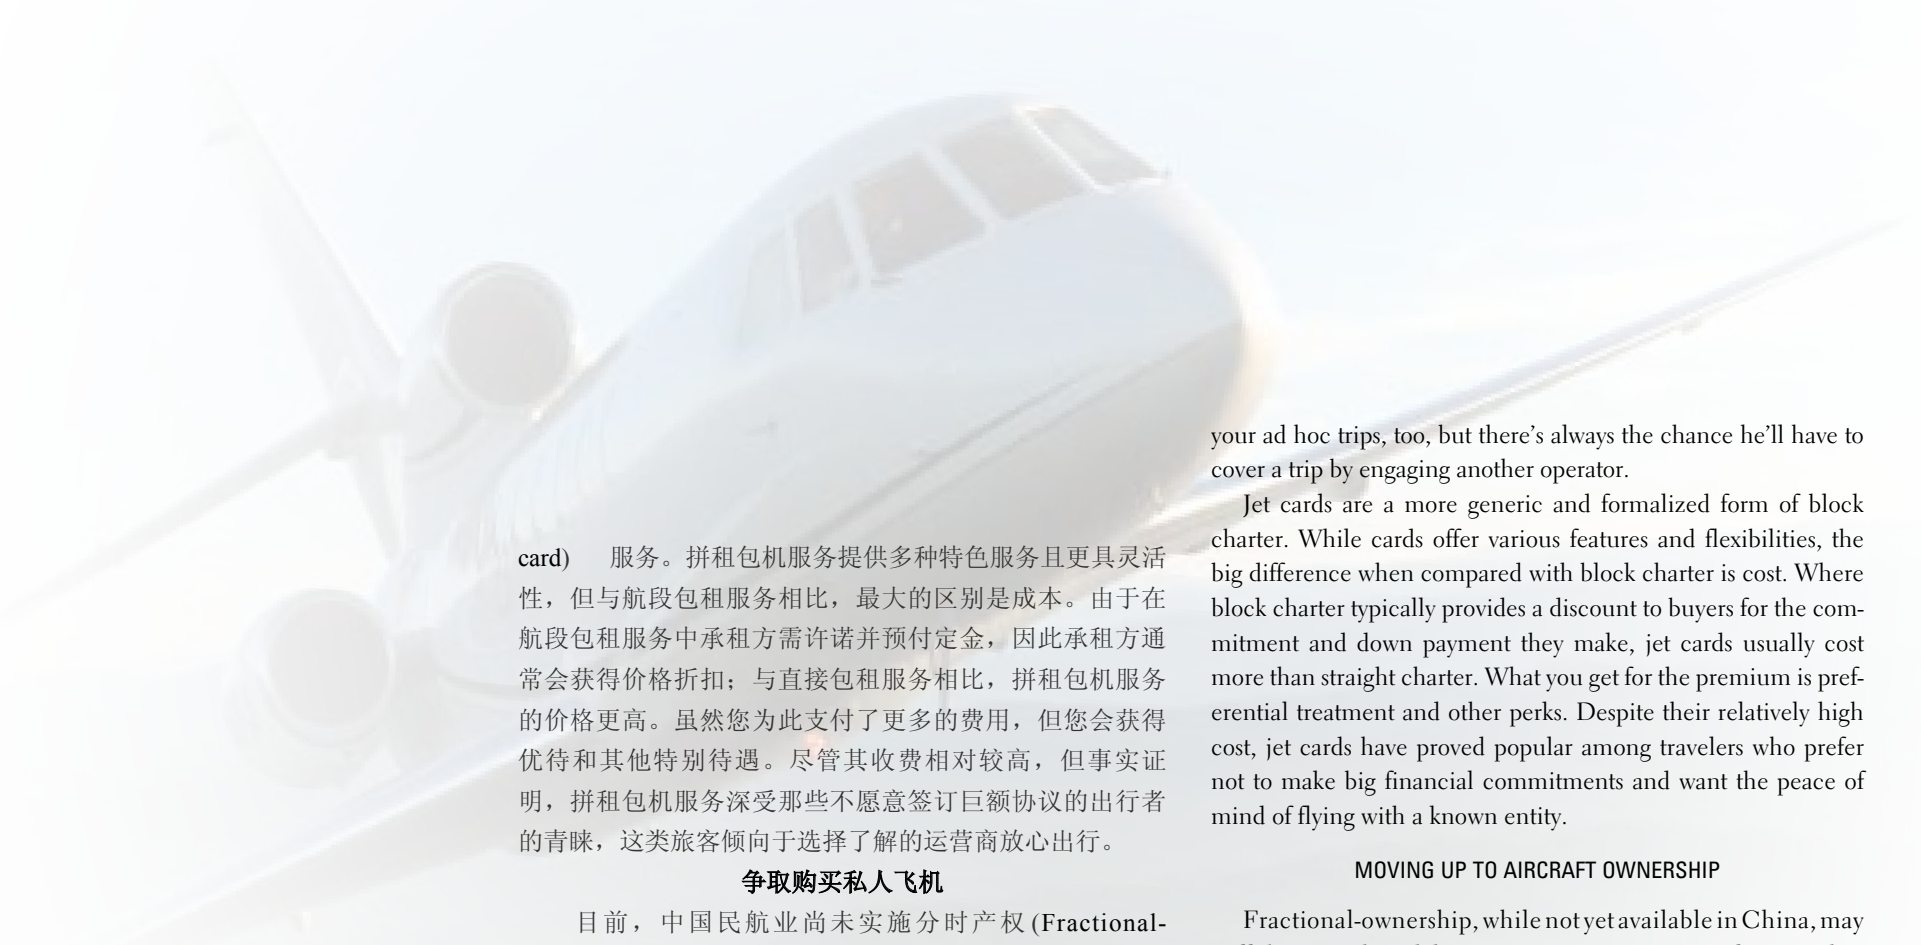 card) 服务。拼租包机服务提供多种特色服务且更具灵活
性，但与航段包租服务相比，最大的区别是成本。由于在
航段包租服务中承租方需许诺并预付定金，因此承租方通
常会获得价格折扣；与直接包租服务相比，拼租包机服务
的价格更高。虽然您为此支付了更多的费用，但您会获得
优待和其他特别待遇。尽管其收费相对较高，但事实证
明，拼租包机服务深受那些不愿意签订巨额协议的出行者
的青睐，这类旅客倾向于选择了解的运营商放心出行。
争取购买私人飞机
目前，中国民航业尚未实施分时产权 (Fractional-
your ad hoc trips, too, but there’s always the chance he’ll have to
cover a trip by engaging another operator.
Jet cards are a more generic and formalized form of block
charter. While cards offer various features and flexibilities, the
big difference when compared with block charter is cost. Where
block charter typically provides a discount to buyers for the com-
mitment and down payment they make, jet cards usually cost
more than straight charter. What you get for the premium is pref-
erential treatment and other perks. Despite their relatively high
cost, jet cards have proved popular among travelers who prefer
not to make big financial commitments and want the peace of
mind of flying with a known entity.
MOVING UP TO AIRCRAFT OWNERSHIP
Fractional-ownership, while not yet available in China, may